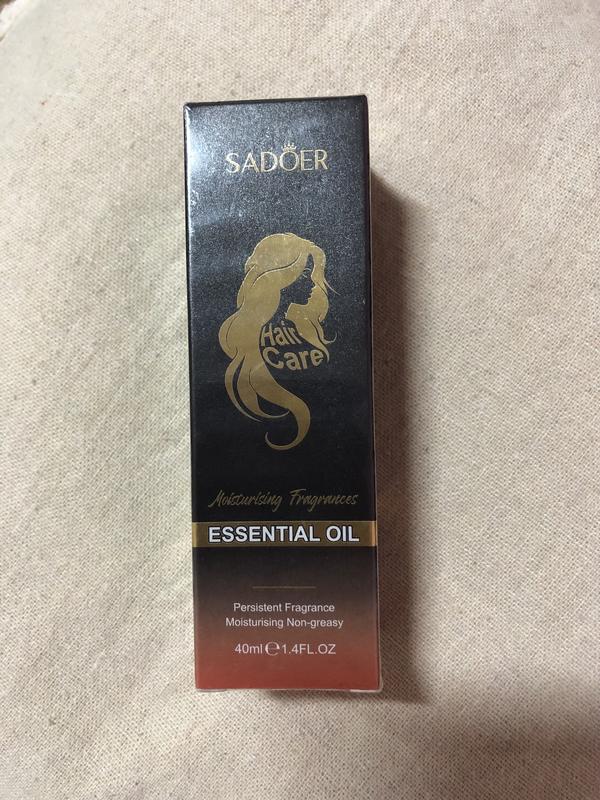 SADOER
Hair
Care
Moisturising Fragrances
ESSENTIAL OIL
Persistent Fragrance
Moisturising Non-greasy
40ml℮1.4FL.OZ